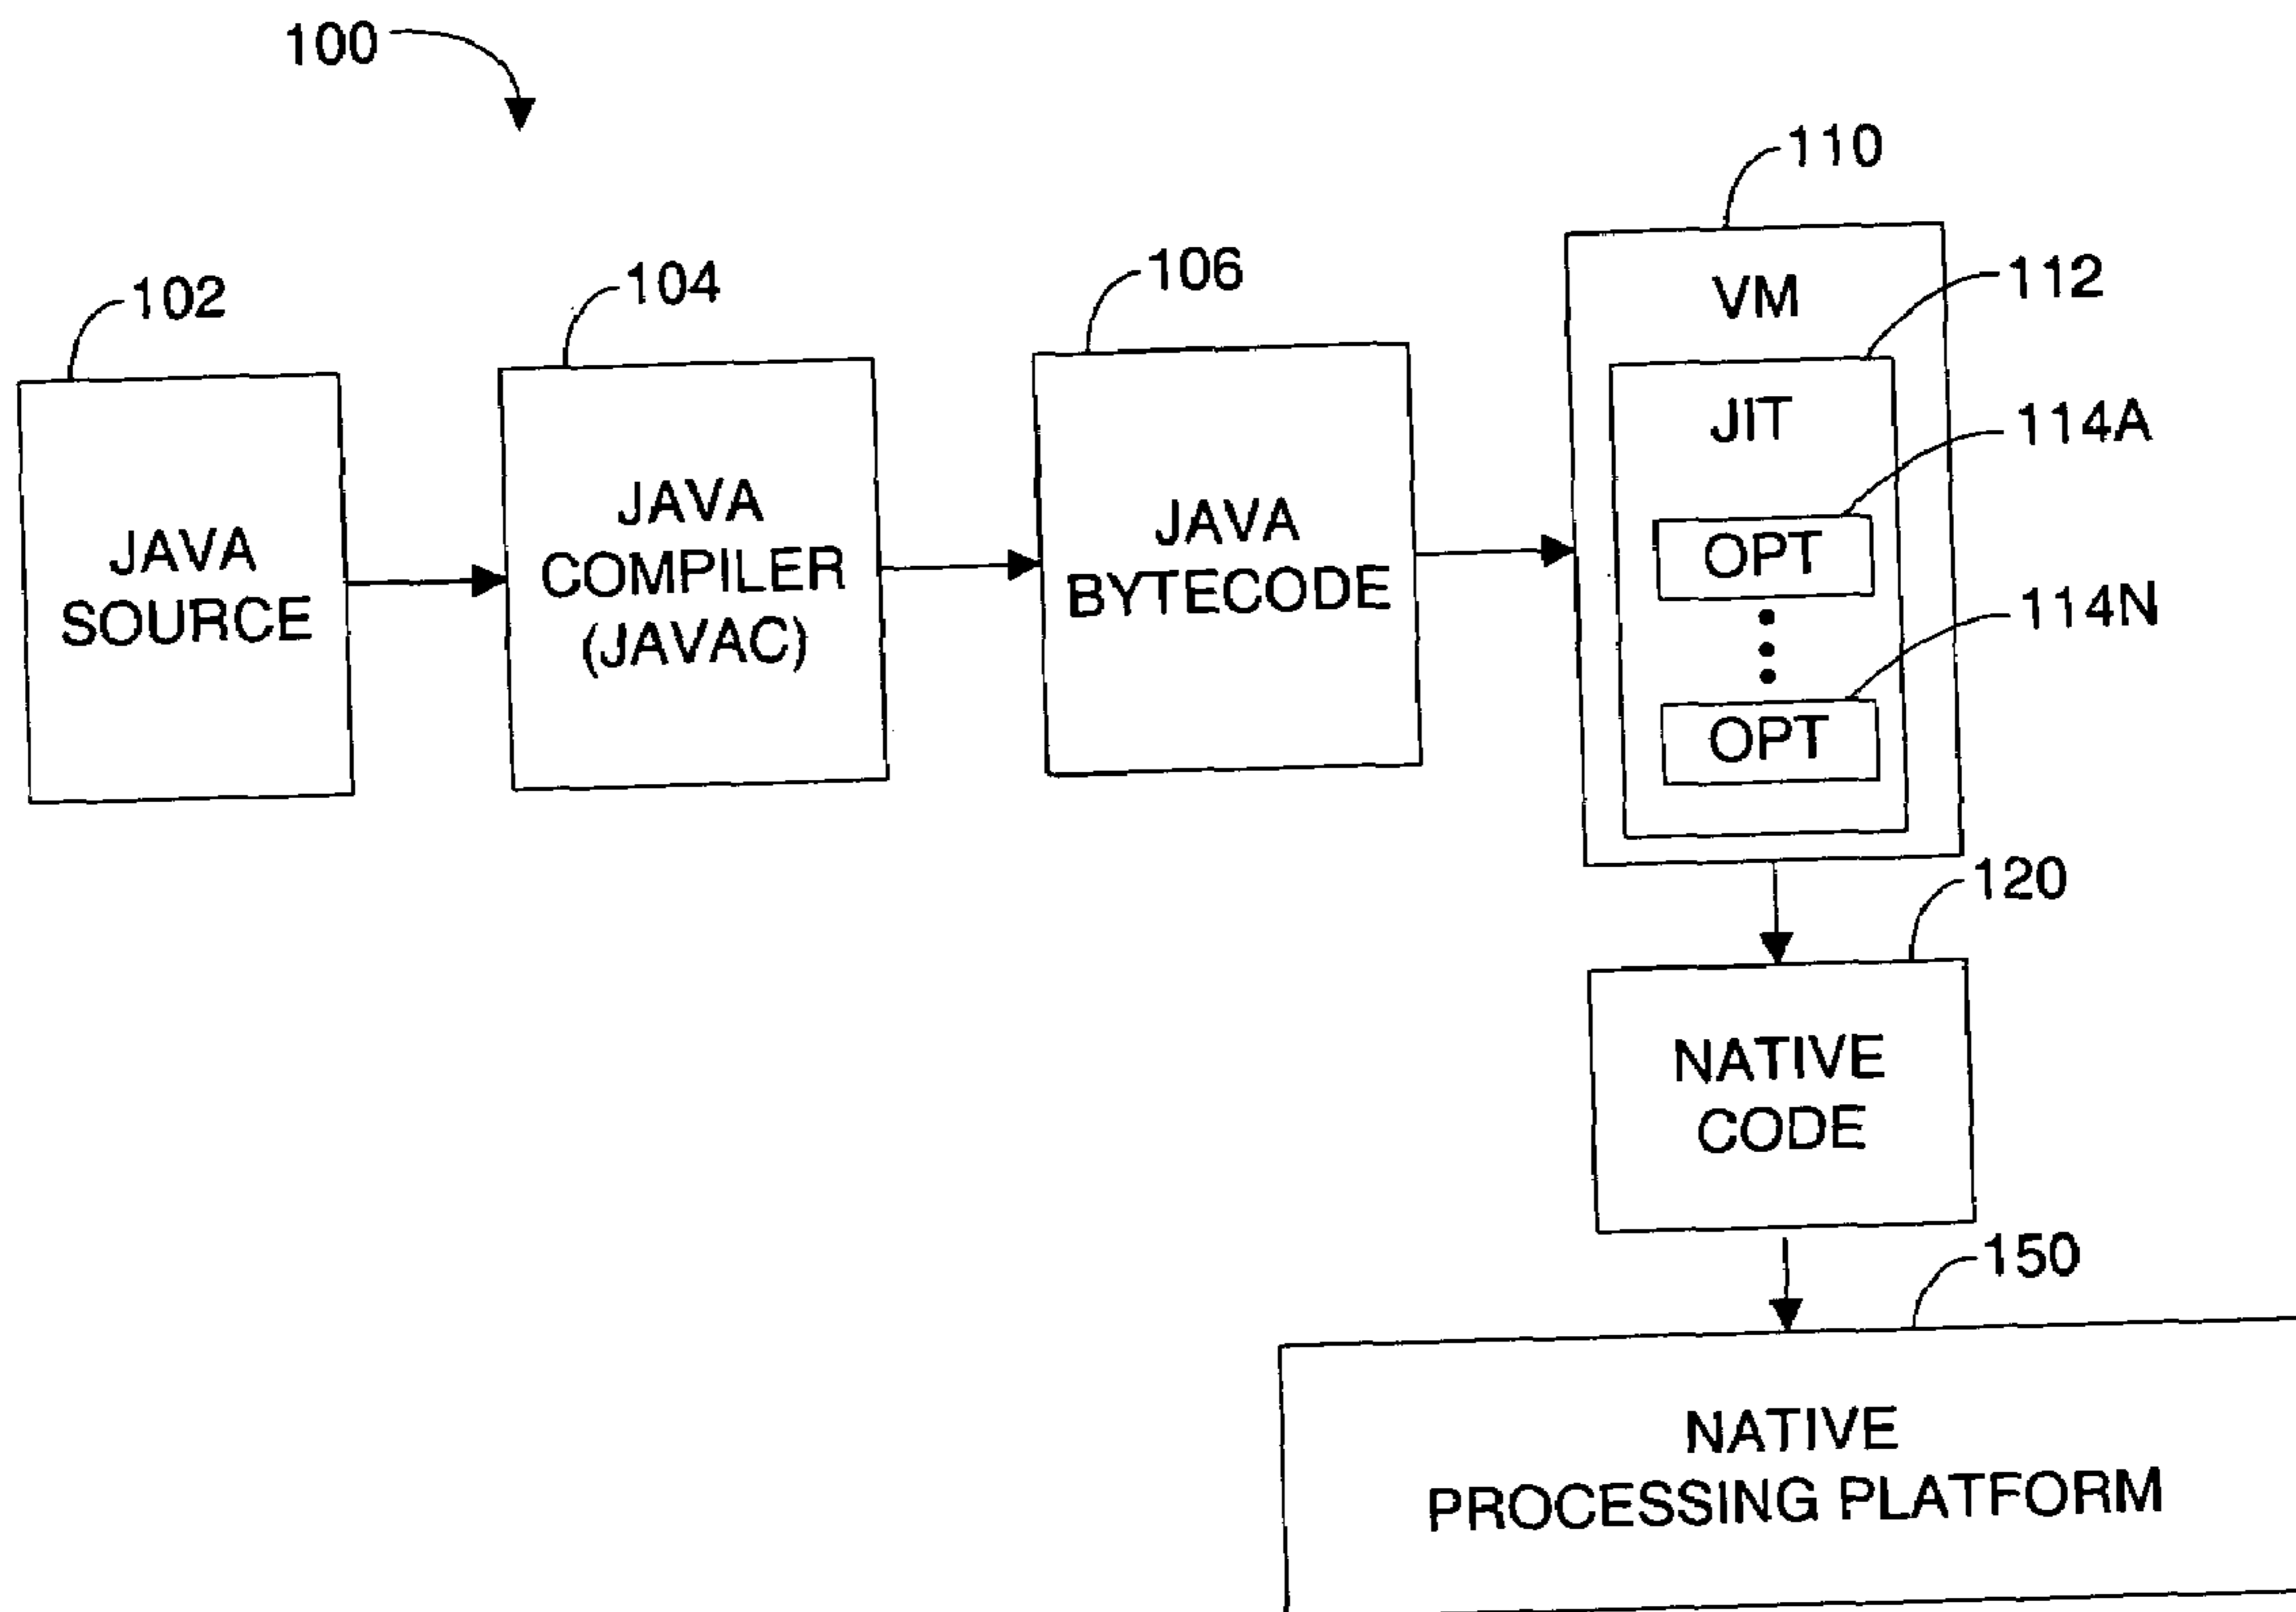 100
110
102
104
106
VM
112
JIT
114A
JAVA
SOURCE
JAVA
COMPILER
(JAVAC)
JAVA
BYTECODE
OPT
114N
OPT
120
NATIVE
CODE
150
NATIVE
PROCESSING PLATFORM